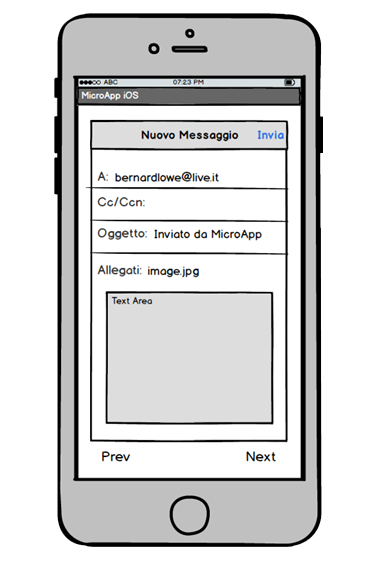 ABC 07:23 PM
MicroApp iOS
Nuovo Messaggio Invia
A: bernardlowe@live.it
Cc/Ccn:
Oggetto: Inviato da MicroApp
Allegati: image.jpg
Text Area
Prev Next